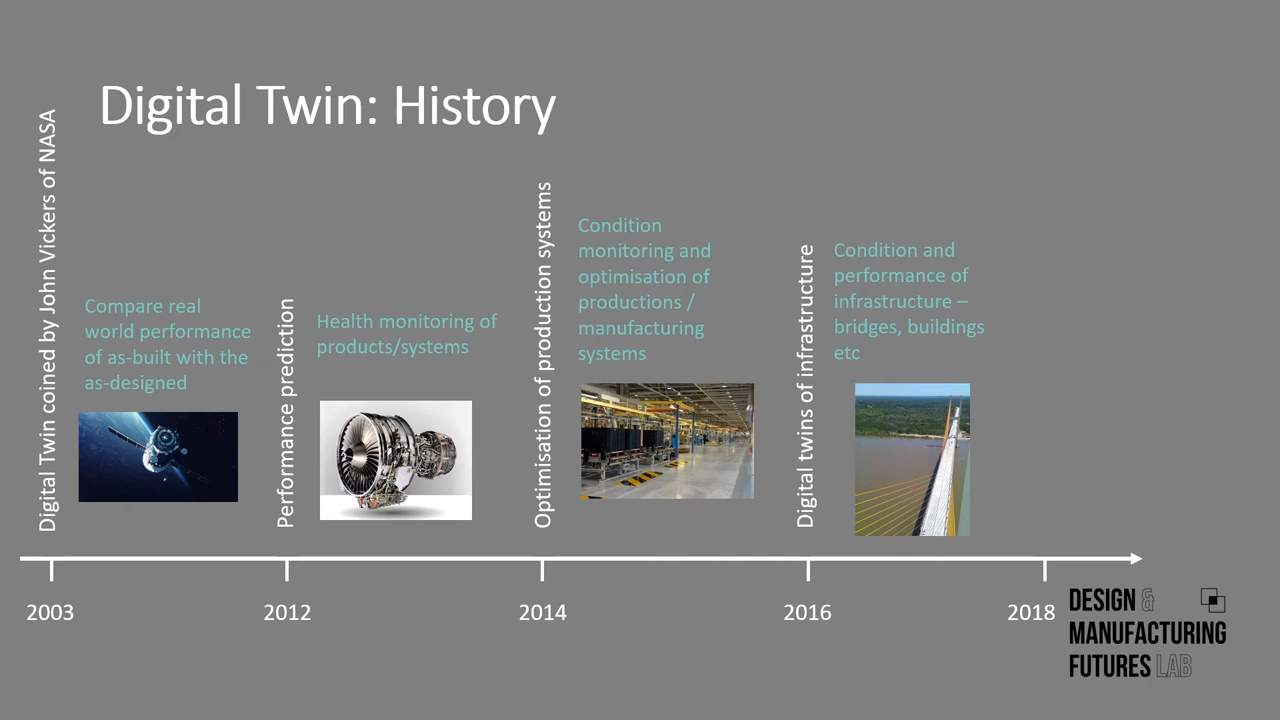 Digital Twin: History
Digital Twin coined by John Vickers of NASA
Compare real
world performance
of as-built with the
as-designed
Performance prediction
Health monitoring of
products/systems
Optimisation of production systems
Condition
monitoring and
optimisation of
productions /
manufacturing
systems
Digital twins of infrastructure
Condition and
performance of
infrastructure –
bridges, buildings
etc
2003
2012
2014
2016
2018
DESIGN &
MANUFACTURING
FUTURES LAB